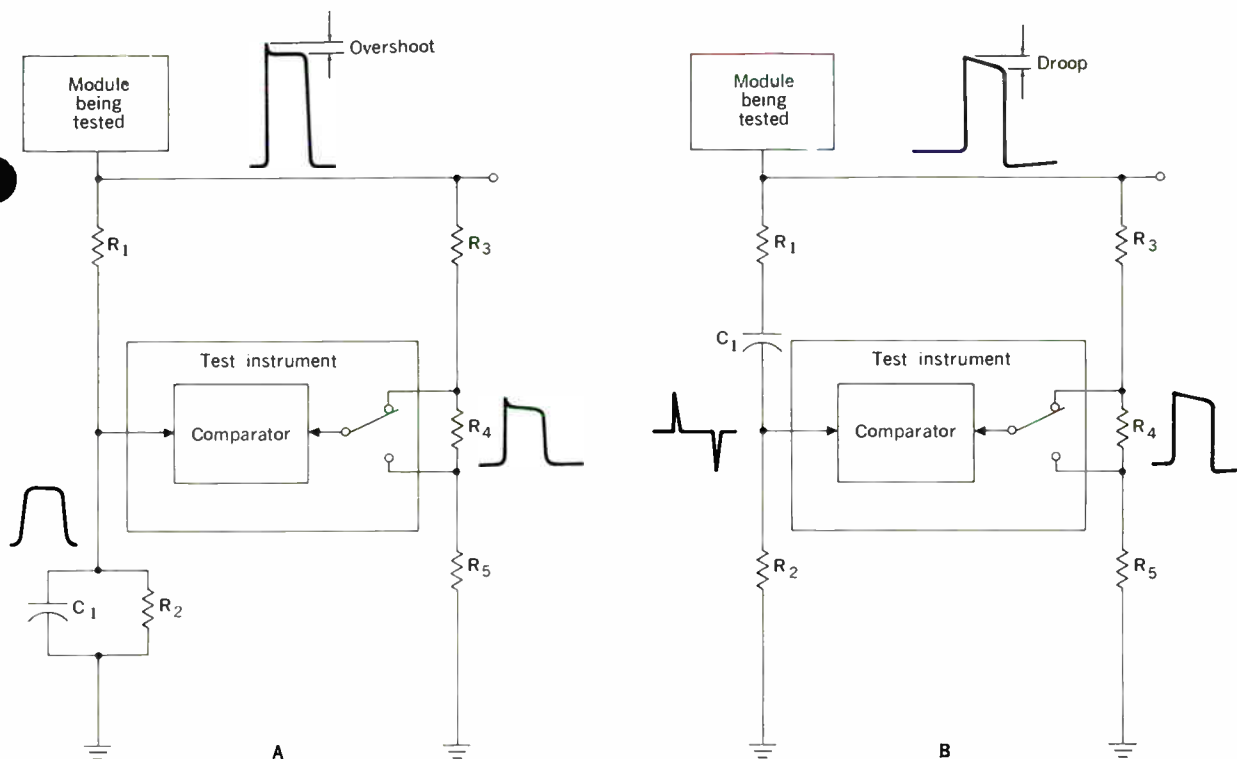 Overshoot
Module
being
tested
R1
R3
Test instrument
Comparator
R4
R5
C1
R2
A
Droop
Module
being
tested
R1
R3
C1
Test instrument
Comparator
R4
R2
R5
B